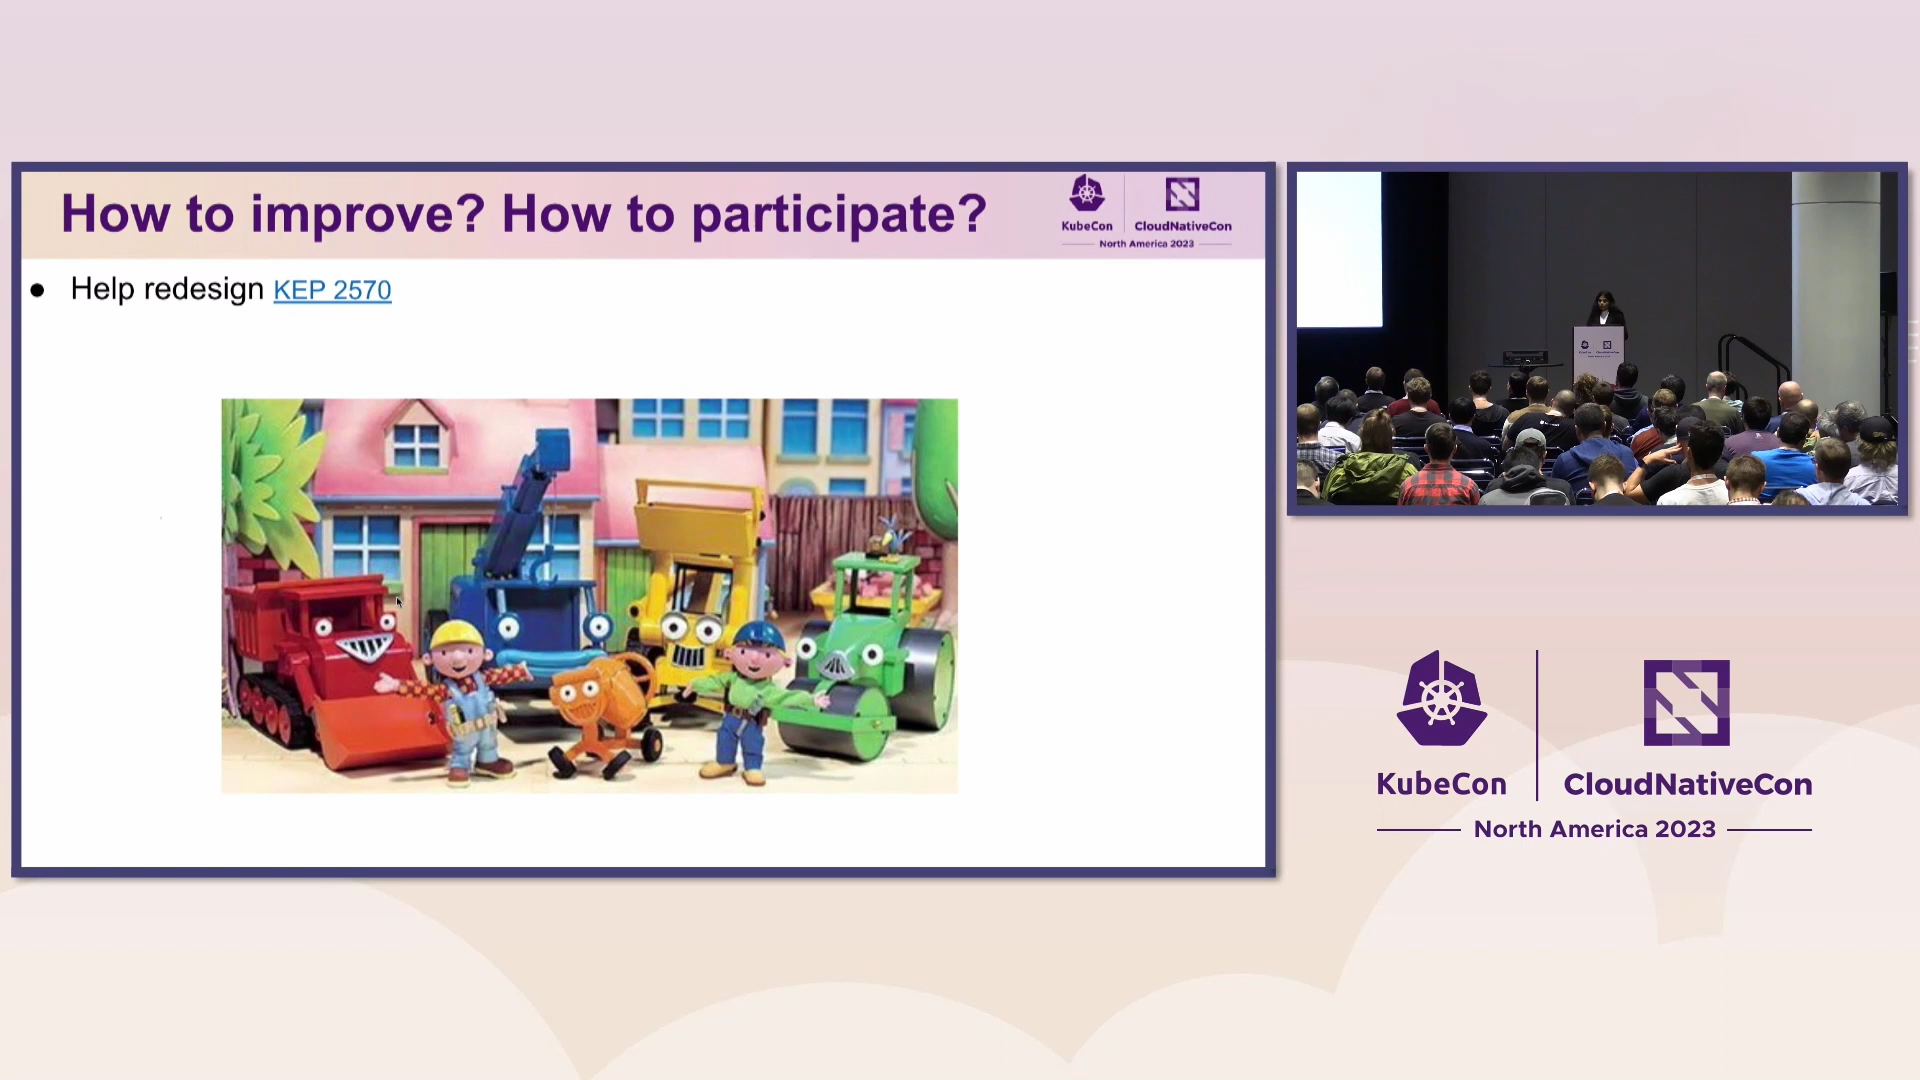 How to improve? How to participate?
KubeCon
CloudNativeCon
North America 2023
● Help redesign KEP 2570
KubeCon
CloudNativeCon
North America 2023